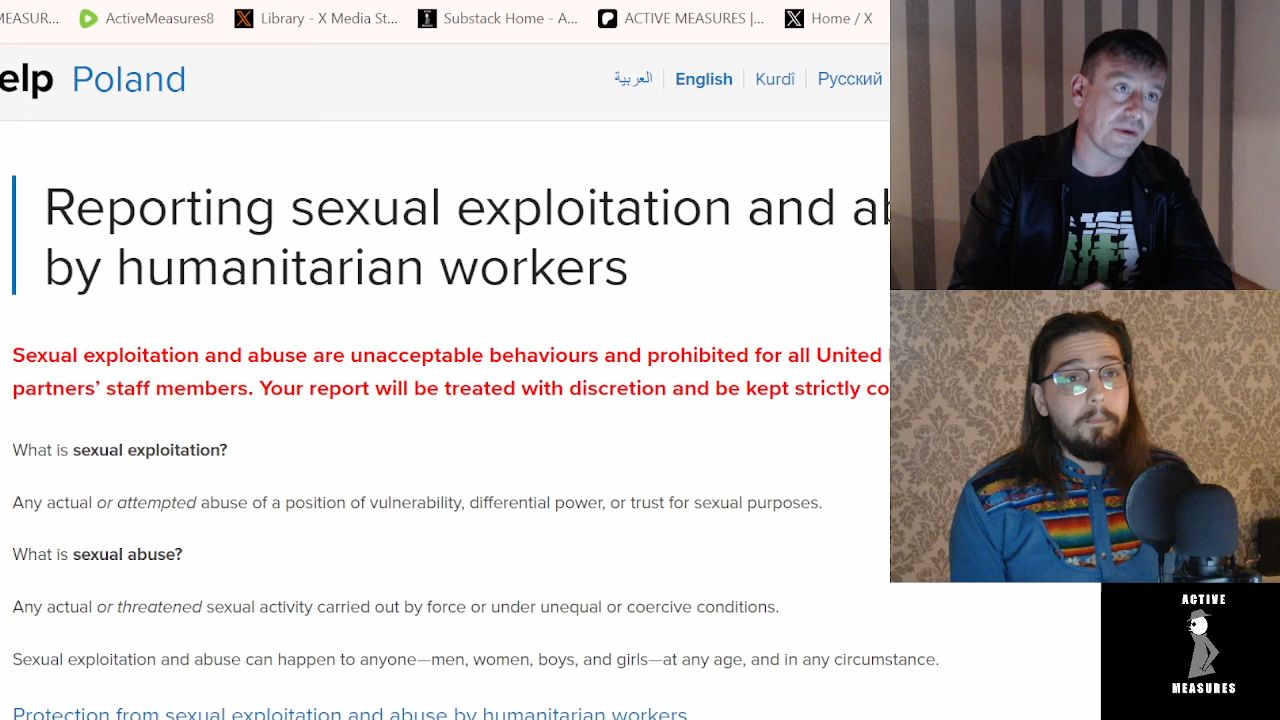 MEASUR... ActiveMeasures8 Library - X Media St... Substack Home - A... ACTIVE MEASURES |... Home / X
elp Poland العربية English Kurdî Русский
Reporting sexual exploitation and ab
by humanitarian workers
Sexual exploitation and abuse are unacceptable behaviours and prohibited for all United
partners’ staff members. Your report will be treated with discretion and be kept strictly co
What is sexual exploitation?
Any actual or attempted abuse of a position of vulnerability, differential power, or trust for sexual purposes.
What is sexual abuse?
Any actual or threatened sexual activity carried out by force or under unequal or coercive conditions.
Sexual exploitation and abuse can happen to anyone—men, women, boys, and girls—at any age, and in any circumstance.
Protection from sexual exploitation and abuse by humanitarian workers
ACTIVE
MEASURES